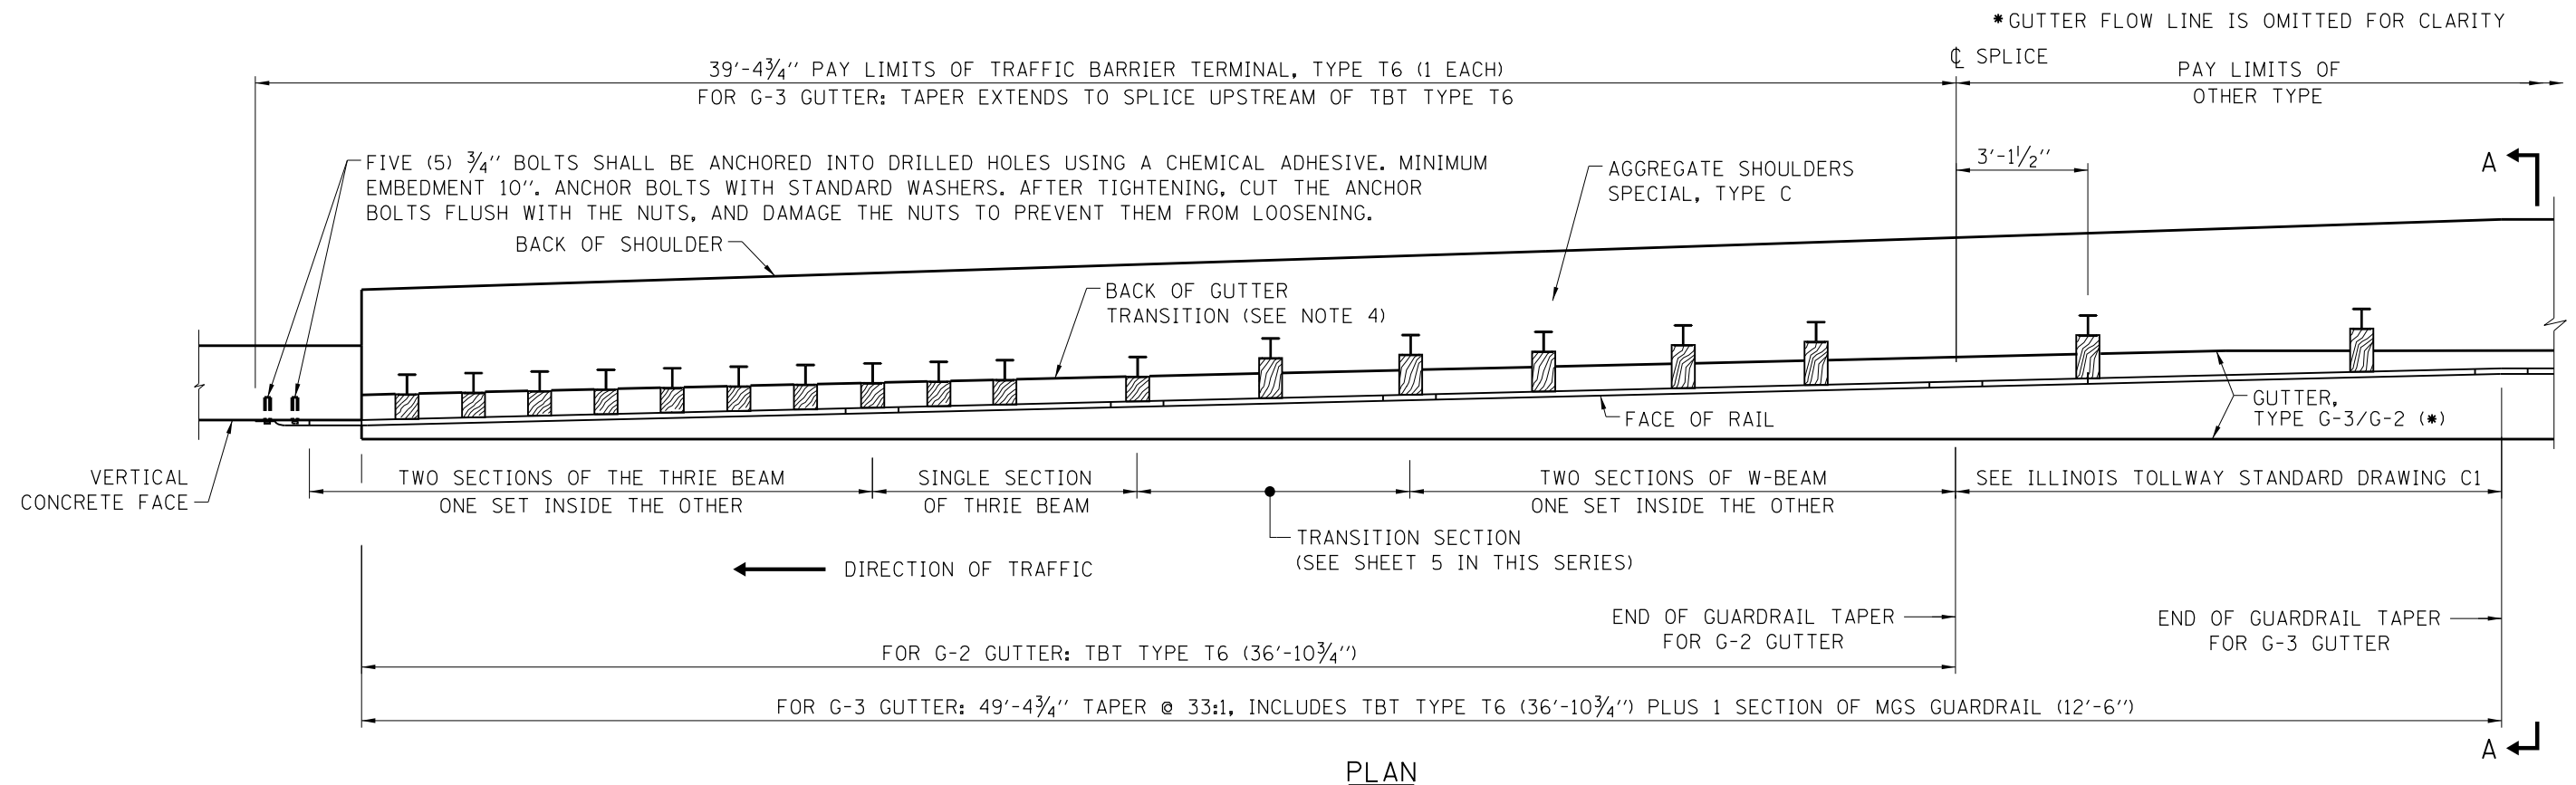 *GUTTER FLOW LINE IS OMITTED FOR CLARITY
℄ SPLICE
39'-4¾" PAY LIMITS OF TRAFFIC BARRIER TERMINAL, TYPE T6 (1 EACH)
FOR G-3 GUTTER: TAPER EXTENDS TO SPLICE UPSTREAM OF TBT TYPE T6
PAY LIMITS OF
OTHER TYPE
3'-1½"
A
FIVE (5) ¾" BOLTS SHALL BE ANCHORED INTO DRILLED HOLES USING A CHEMICAL ADHESIVE. MINIMUM
EMBEDMENT 10". ANCHOR BOLTS WITH STANDARD WASHERS. AFTER TIGHTENING, CUT THE ANCHOR
BOLTS FLUSH WITH THE NUTS, AND DAMAGE THE NUTS TO PREVENT THEM FROM LOOSENING.
AGGREGATE SHOULDERS
SPECIAL, TYPE C
BACK OF SHOULDER
BACK OF GUTTER
TRANSITION (SEE NOTE 4)
FACE OF RAIL
GUTTER,
TYPE G-3/G-2 (*)
VERTICAL
CONCRETE FACE
TWO SECTIONS OF THE THRIE BEAM
ONE SET INSIDE THE OTHER
SINGLE SECTION
OF THRIE BEAM
TWO SECTIONS OF W-BEAM
ONE SET INSIDE THE OTHER
SEE ILLINOIS TOLLWAY STANDARD DRAWING C1
TRANSITION SECTION
(SEE SHEET 5 IN THIS SERIES)
DIRECTION OF TRAFFIC
END OF GUARDRAIL TAPER
FOR G-2 GUTTER
END OF GUARDRAIL TAPER
FOR G-3 GUTTER
FOR G-2 GUTTER: TBT TYPE T6 (36'-10¾")
FOR G-3 GUTTER: 49'-4¾" TAPER @ 33:1, INCLUDES TBT TYPE T6 (36'-10¾") PLUS 1 SECTION OF MGS GUARDRAIL (12'-6")
A
PLAN